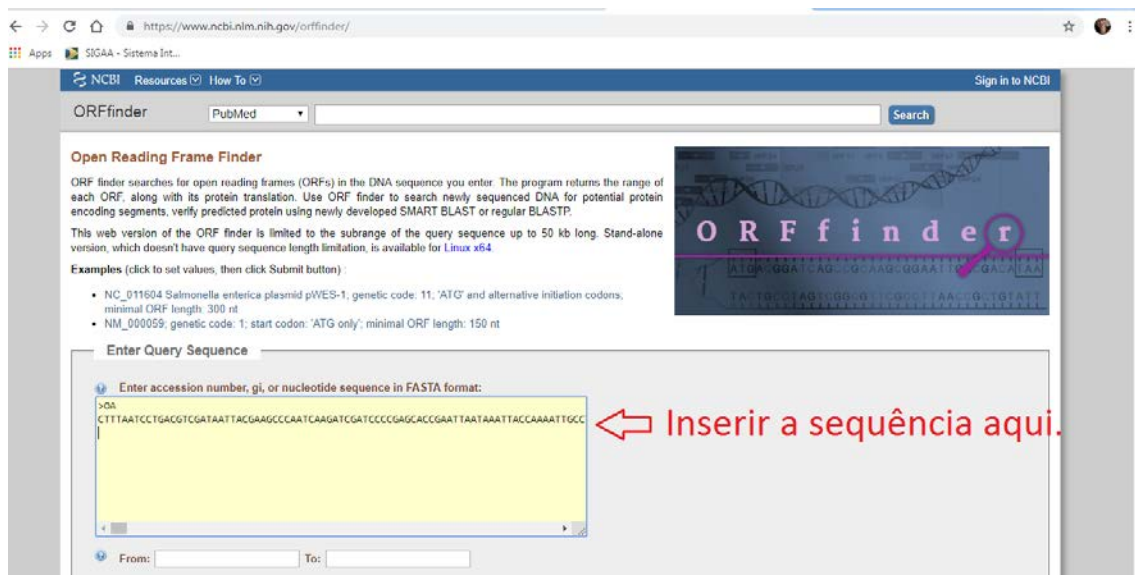 https://www.ncbi.nlm.nih.gov/orffinder/
Apps SIGAA - Sistema Int...
NCBI Resources How To Sign in to NCBI
ORFfinder PubMed Search
Open Reading Frame Finder
ORF finder searches for open reading frames (ORFs) in the DNA sequence you enter. The program returns the range of
each ORF, along with its protein translation. Use ORF finder to search newly sequenced DNA for potential protein
encoding segments, verify predicted protein using newly developed SMART BLAST or regular BLASTP.
This web version of the ORF finder is limited to the subrange of the query sequence up to 50 kb long. Stand-alone
version, which doesn't have query sequence length limitation, is available for Linux x64.
Examples (click to set values, then click Submit button) :
NC_011604 Salmonella enterica plasmid pWES-1; genetic code: 11; 'ATG' and alternative initiation codons;
minimal ORF length: 300 nt
NM_000059; genetic code: 1; start codon: 'ATG only'; minimal ORF length: 150 nt
ORFfinder
ATGACGGATCAGCCGCAAGCGGAATTGGCGACATAA
Enter Query Sequence
Enter accession number, gi, or nucleotide sequence in FASTA format:
>OA
CTTTAATCCTGACGTCGATAATTACGAAGCCCAATCAAGATCGATCCCCGAGCACCGAATTAATAAATTACCAAAATTGCC
Inserir a sequência aqui.
From: To: